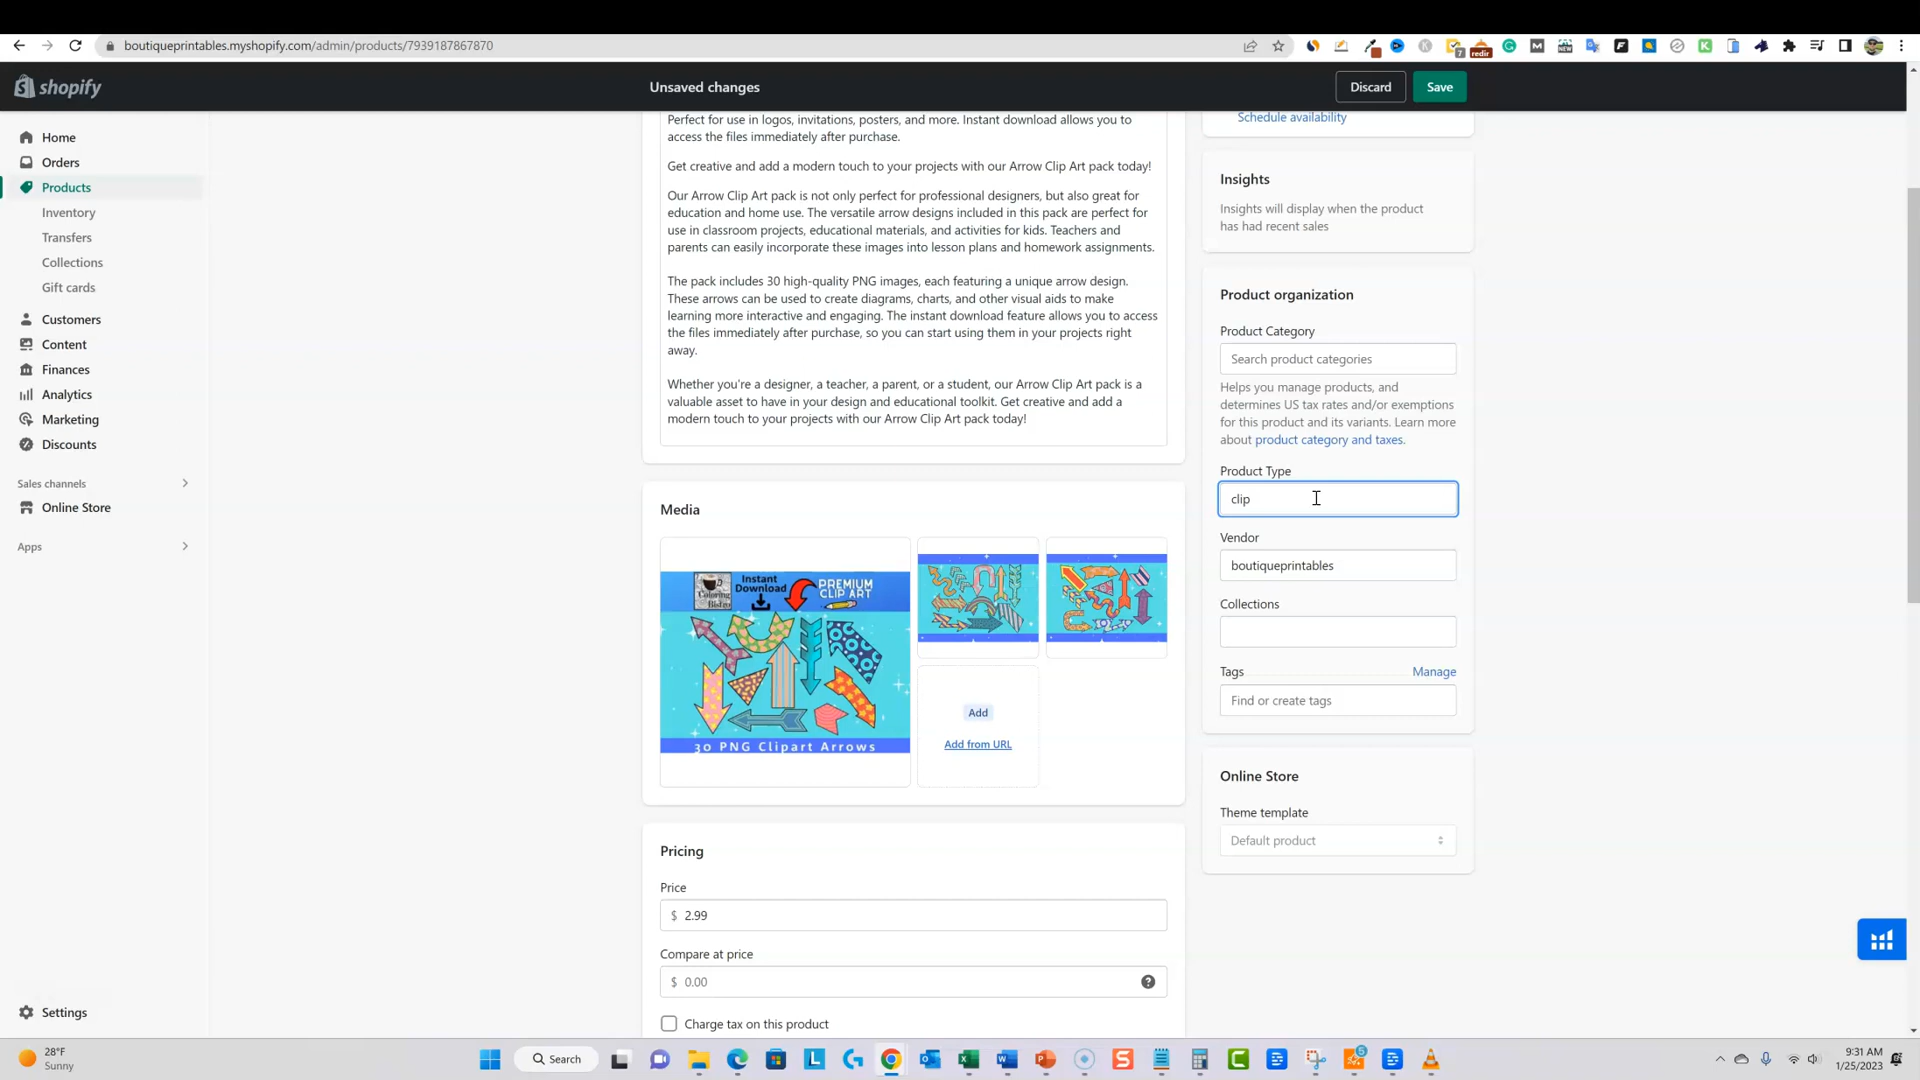 boutiqueprintables.myshopify.com/admin/products/7939187867870
shopify
Unsaved changes
Discard
Save
Home
Orders
Products
Inventory
Transfers
Collections
Gift cards
Customers
Content
Finances
Analytics
Marketing
Discounts
Sales channels
Online Store
Apps
Settings
Perfect for use in logos, invitations, posters, and more. Instant download allows you to
access the files immediately after purchase.
Get creative and add a modern touch to your projects with our Arrow Clip Art pack today!
Our Arrow Clip Art pack is not only perfect for professional designers, but also great for
education and home use. The versatile arrow designs included in this pack are perfect for
use in classroom projects, educational materials, and activities for kids. Teachers and
parents can easily incorporate these images into lesson plans and homework assignments.
The pack includes 30 high-quality PNG images, each featuring a unique arrow design.
These arrows can be used to create diagrams, charts, and other visual aids to make
learning more interactive and engaging. The instant download feature allows you to access
the files immediately after purchase, so you can start using them in your projects right
away.
Whether you're a designer, a teacher, a parent, or a student, our Arrow Clip Art pack is a
valuable asset to have in your design and educational toolkit. Get creative and add a
modern touch to your projects with our Arrow Clip Art pack today!
Media
Coloring
Bistro
Instant
Download
PREMIUM
CLIP ART
30 PNG Clipart Arrows
Add
Add from URL
Pricing
Price
$ 2.99
Compare at price
$ 0.00
Charge tax on this product
Schedule availability
Insights
Insights will display when the product
has had recent sales
Product organization
Product Category
Search product categories
Helps you manage products, and
determines US tax rates and/or exemptions
for this product and its variants. Learn more
about product category and taxes.
Product Type
clip
Vendor
boutiqueprintables
Collections
Tags
Manage
Find or create tags
Online Store
Theme template
Default product
28°F
Sunny
Search
9:31 AM
1/25/2023